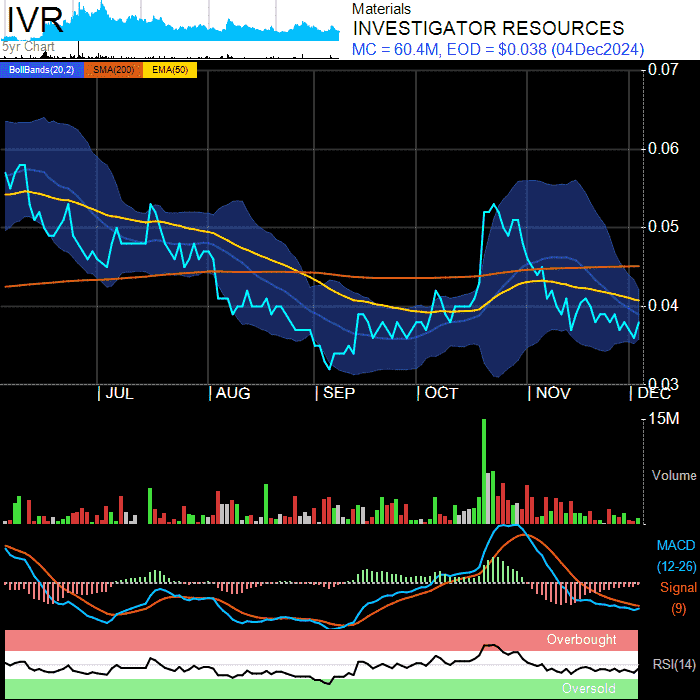 IVR
5yr Chart
Materials
INVESTIGATOR RESOURCES
MC = 60.4M, EOD = $0.038 (04Dec2024)
BollBands(20,2) SMA(200) EMA(50)
0.07
0.06
0.05
0.04
0.03
JUL AUG SEP OCT NOV DEC
15M
Volume
MACD
(12-26)
Signal
(9)
Overbought
RSI(14)
Oversold